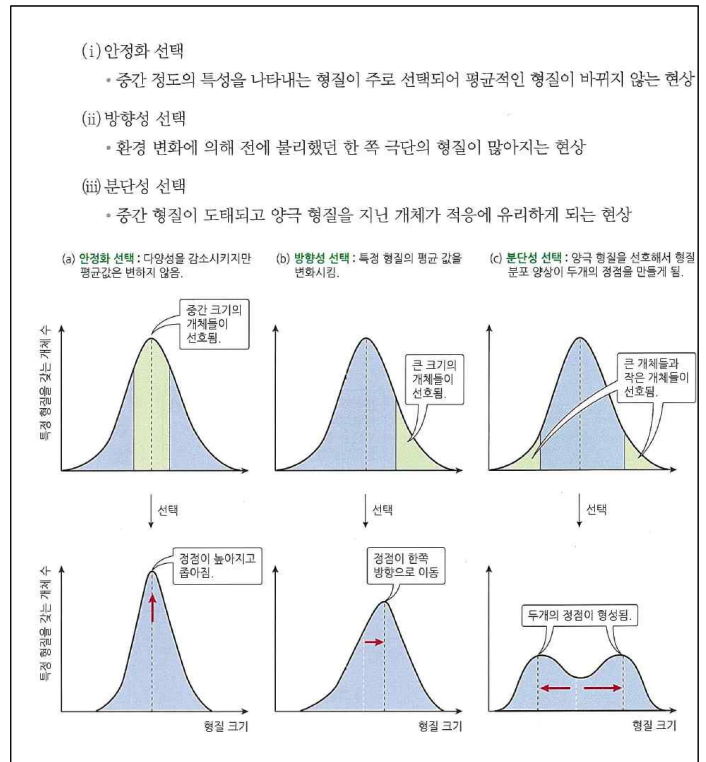 (i) 안정화 선택
• 중간 정도의 특성을 나타내는 형질이 주로 선택되어 평균적인 형질이 바뀌지 않는 현상
(ii) 방향성 선택
• 환경 변화에 의해 전에 불리했던 한 쪽 극단의 형질이 많아지는 현상
(iii) 분단성 선택
• 중간 형질이 도태되고 양극 형질을 지닌 개체가 적응에 유리하게 되는 현상
(a) 안정화 선택 : 다양성을 감소시키지만
평균값은 변하지 않음.
(b) 방향성 선택 : 특정 형질의 평균 값을
변화시킴.
(c) 분단성 선택 : 양극 형질을 선호해서 형질
분포 양상이 두개의 정점을 만들게 됨.
특정 형질을 갖는 개체 수
중간 크기의
개체들이
선호됨.
큰 크기의
개체들이
선호됨.
큰 개체들과
작은 개체들이
선호됨.
선택
선택
선택
특정 형질을 갖는 개체 수
정점이 높아지고
좁아짐.
정점이 한쪽
방향으로 이동
두개의 정점이 형성됨.
형질 크기
형질 크기
형질 크기